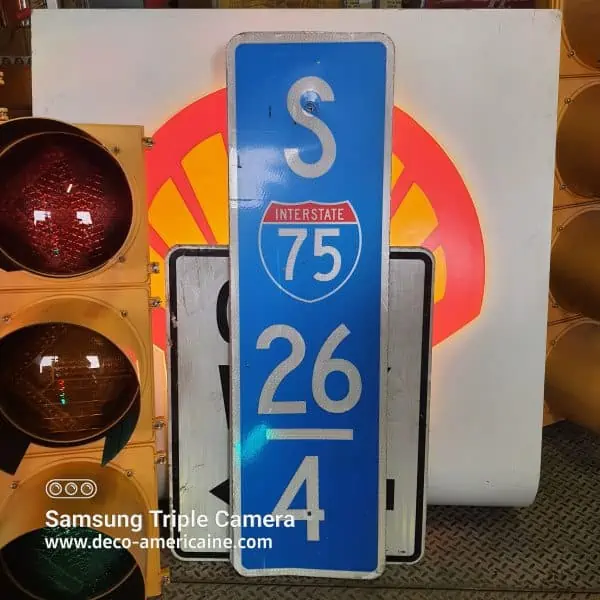 S
INTERSTATE
75
26
4
Samsung Triple Camera
www.deco-americaine.com